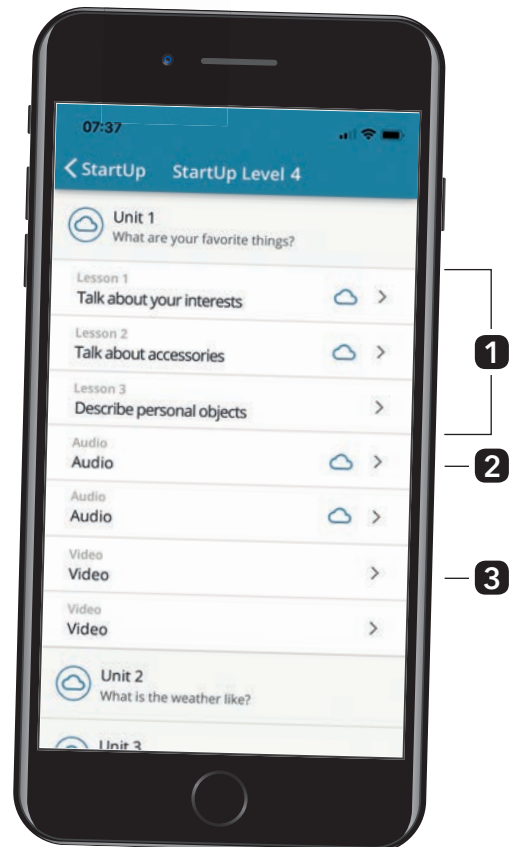 07:37
StartUp StartUp Level 4
Unit 1
What are your favorite things?
Lesson 1
Talk about your interests
Lesson 2
Talk about accessories
Lesson 3
Describe personal objects
Audio
Audio
Audio
Audio
Video
Video
Video
Video
Unit 2
What is the weather like?
Unit 3
1
2
3